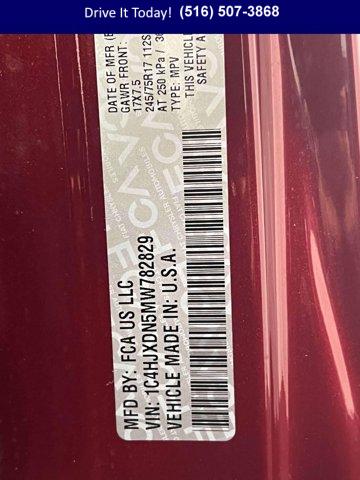 Drive It Today! (516) 507-3868
MFD BY: FCA US LLC
VIN: 1C4HJXDN5MW782829
VEHICLE MADE IN: U.S.A.
DATE OF MFR
GAWR FRONT:
17X7.5
245/75R17 112S
AT 250 kPa /
TYPE: MPV
THIS VEHICLE
SAFETY